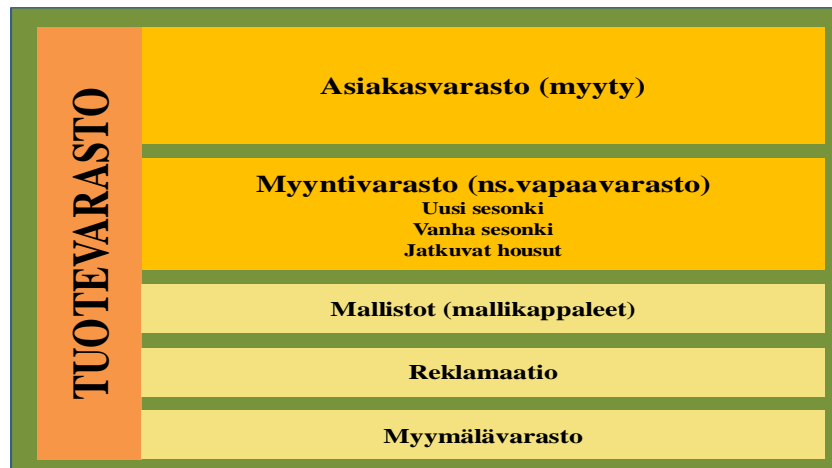 TUOTEVARASTO
Asiakasvarasto (myyty)
Myyntivarasto (ns.vapaavarasto)
Uusi sesonki
Vanha sesonki
Jatkuvat housut
Mallistot (mallikappaleet)
Reklamaatio
Myymälävarasto